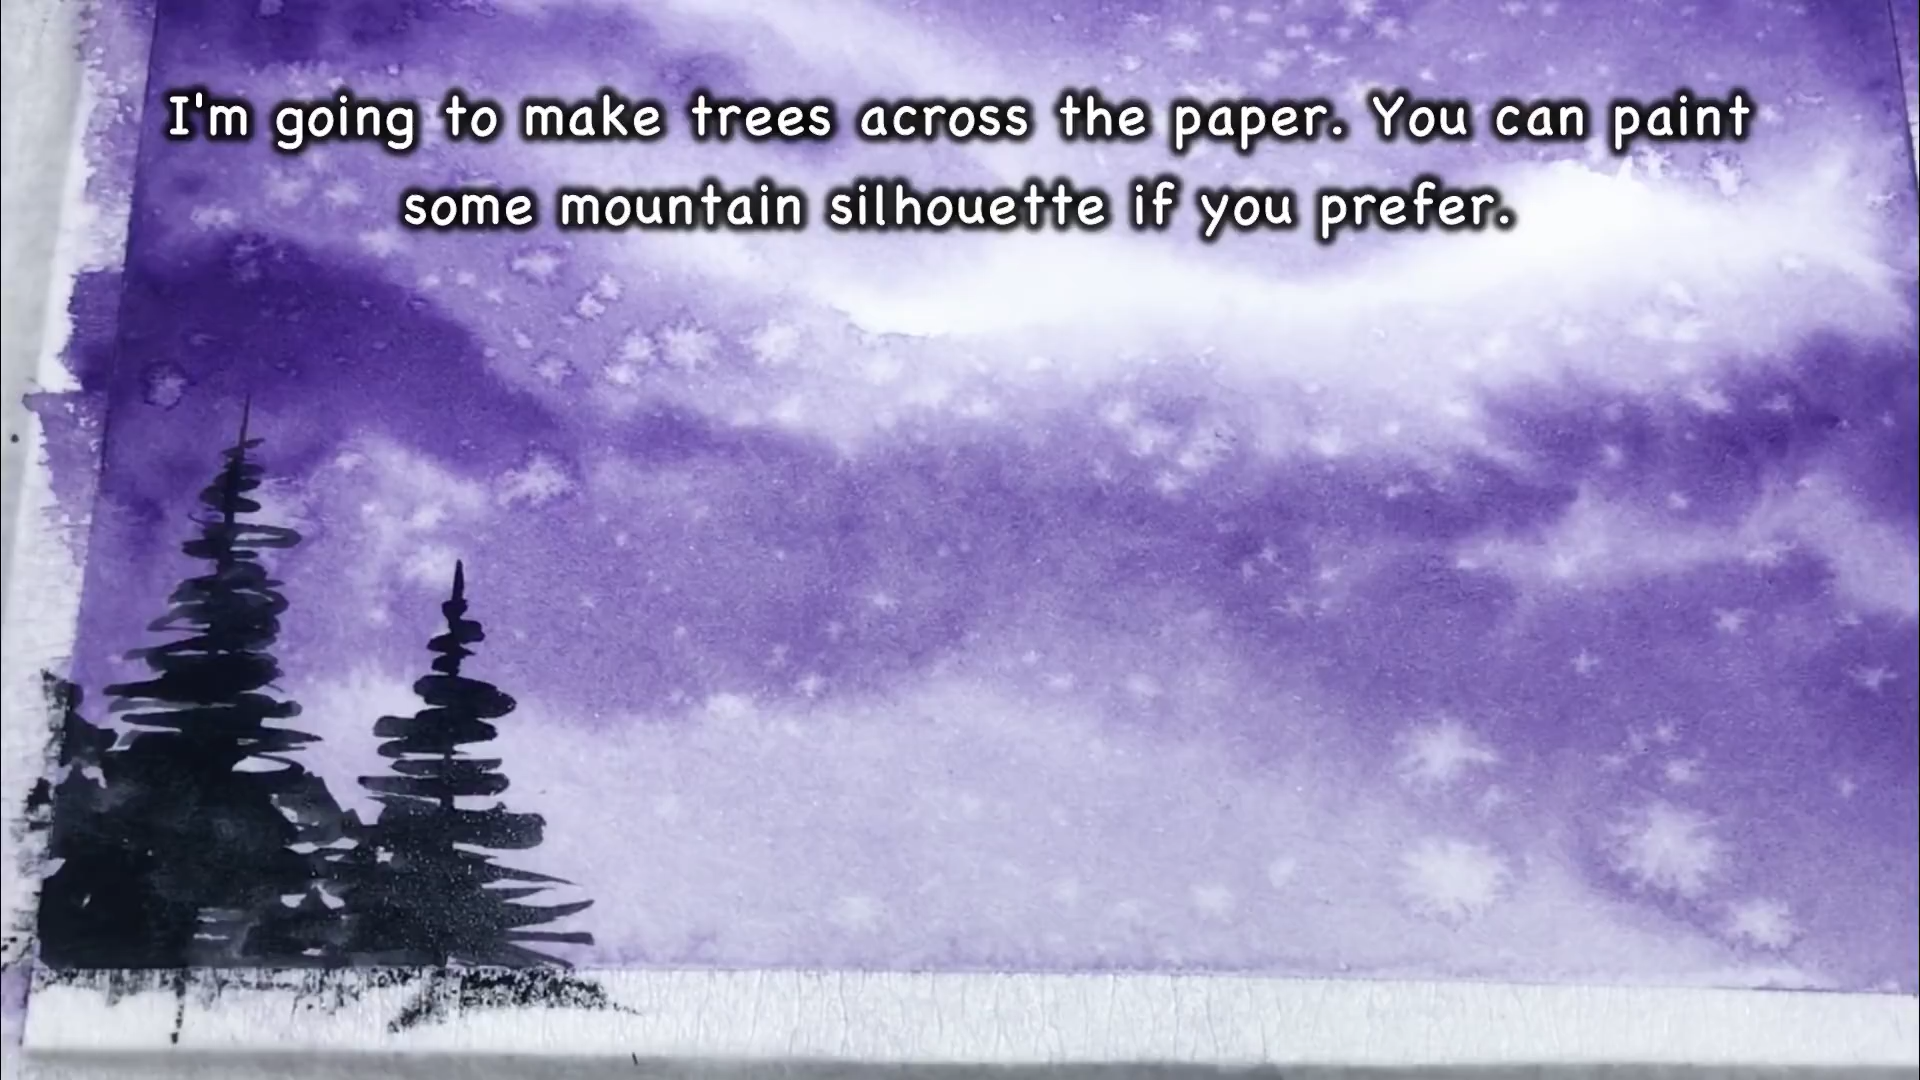 I'm going to make trees across the paper. You can paint
some mountain silhouette if you prefer.